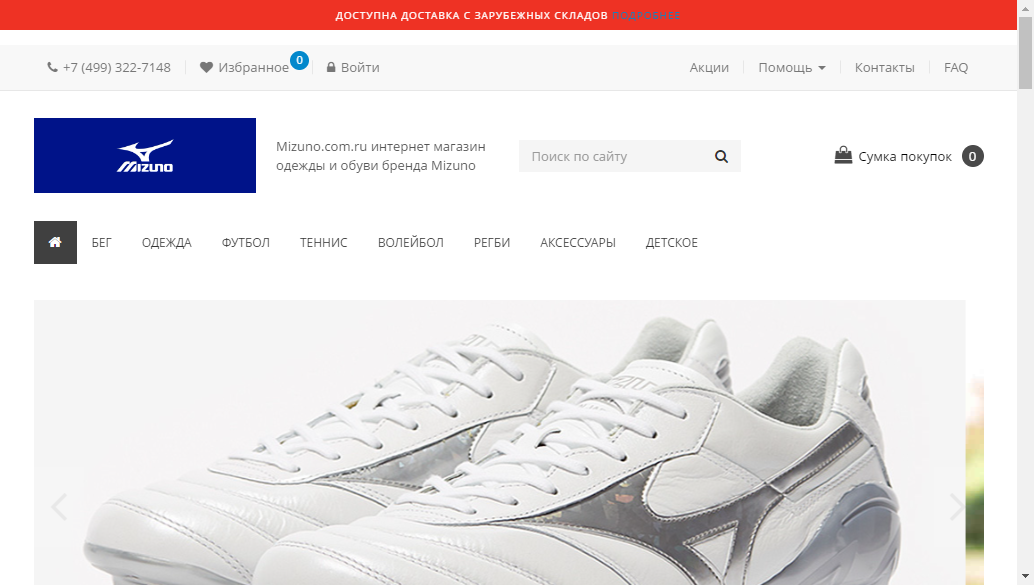 ДОСТУПНА ДОСТАВКА С ЗАРУБЕЖНЫХ СКЛАДОВ ПОДРОБНЕЕ
+7 (499) 322-7148 Избранное 0 Войти Акции Помощь Контакты FAQ
MIZUNO
Mizuno.com.ru интернет магазин
одежды и обуви бренда Mizuno
Поиск по сайту
Сумка покупок 0
БЕГ ОДЕЖДА ФУТБОЛ ТЕННИС ВОЛЕЙБОЛ РЕГБИ АКСЕССУАРЫ ДЕТСКОЕ